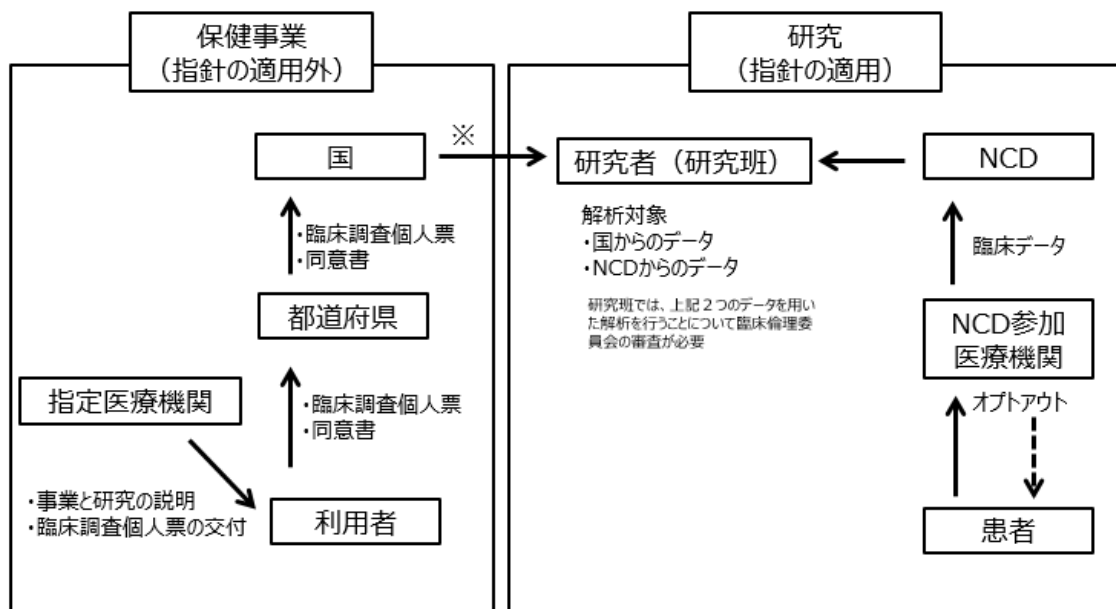 保健事業
（指針の適用外）
国
※
・臨床調査個人票
・同意書
都道府県
指定医療機関
・臨床調査個人票
・同意書
・事業と研究の説明
・臨床調査個人票の交付
利用者
研究
（指針の適用）
研究者（研究班）
解析対象
・国からのデータ
・NCDからのデータ
研究班では、上記２つのデータを用い
た解析を行うことについて臨床倫理委
員会の審査が必要
NCD
臨床データ
NCD参加
医療機関
オプトアウト
患者